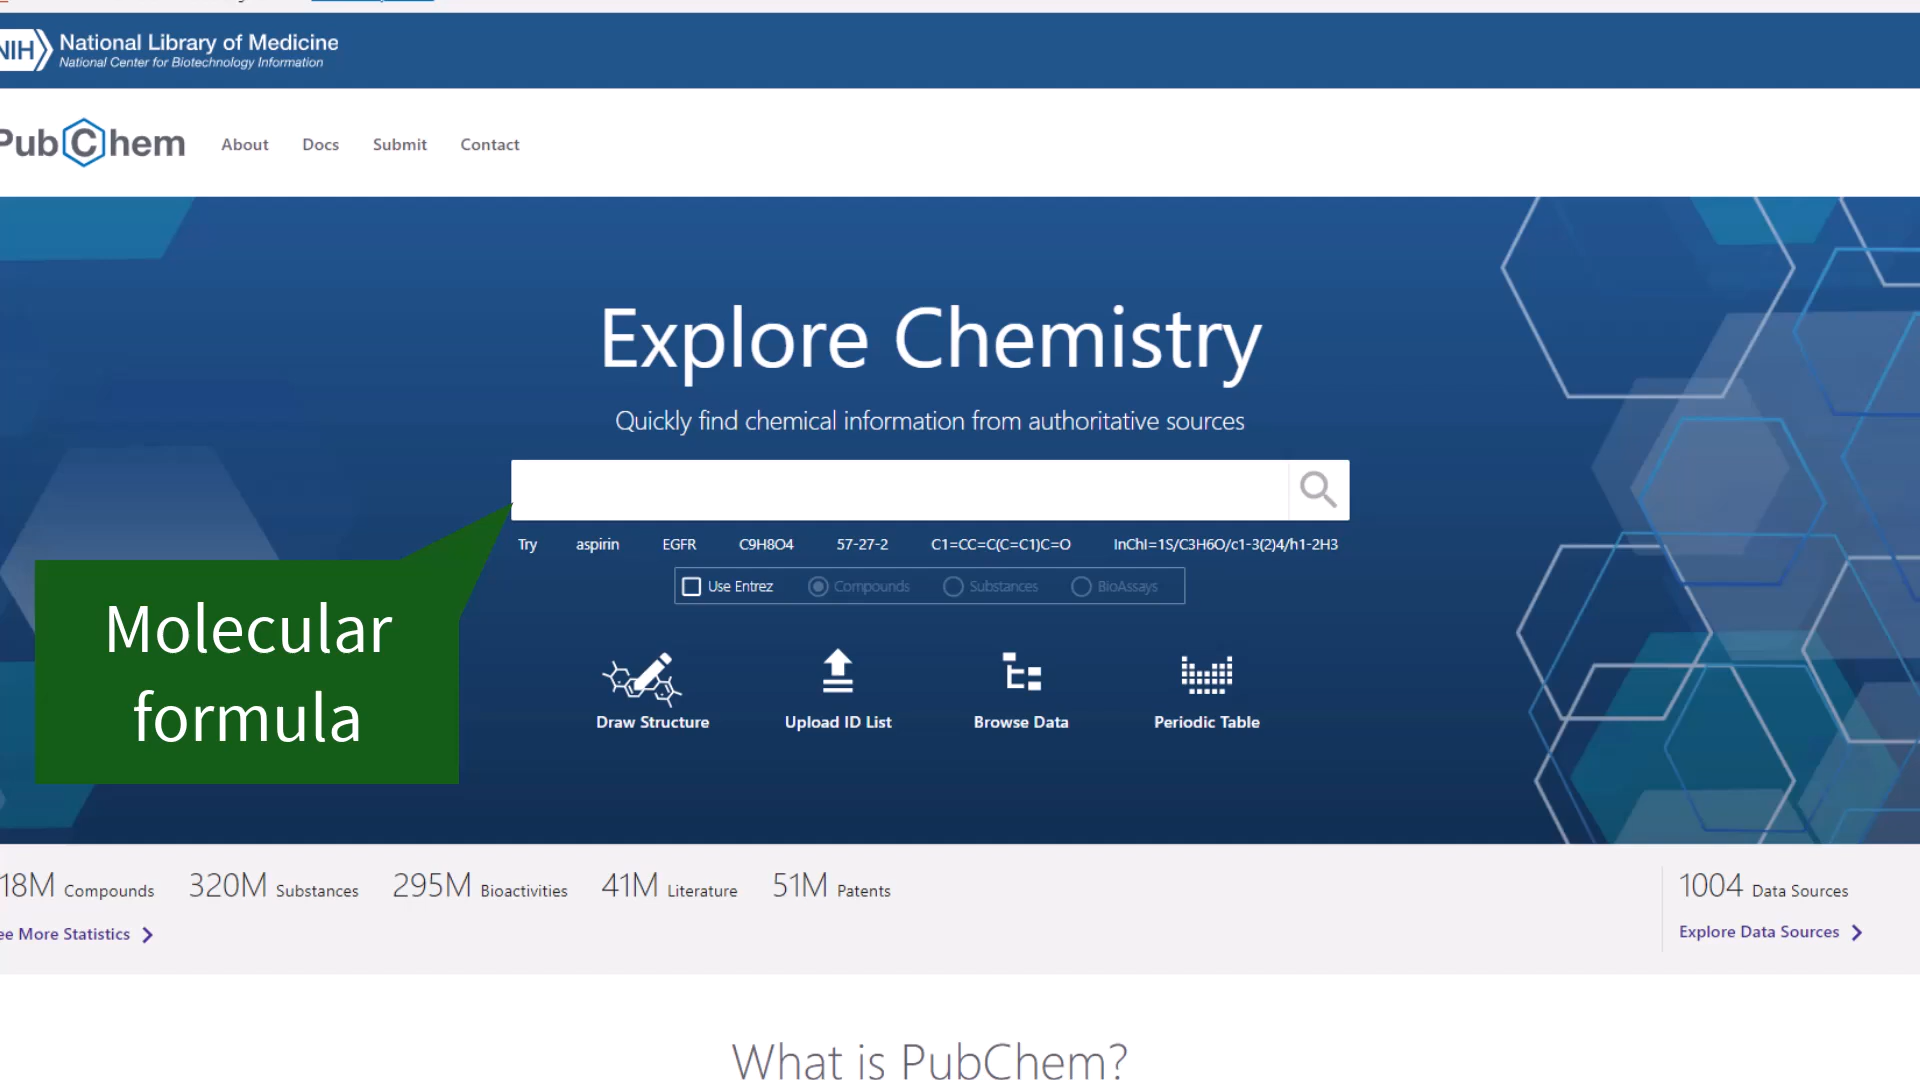 NIH National Library of Medicine
National Center for Biotechnology Information
PubChem About Docs Submit Contact
Explore Chemistry
Quickly find chemical information from authoritative sources
Try aspirin EGFR C9H8O4 57-27-2 C1=CC=C(C=C1)C=O InChI=1S/C3H6O/c1-3(2)4/h1-2H3
Use Entrez Compounds Substances BioAssays
Molecular
formula
Draw Structure Upload ID List Browse Data Periodic Table
18M Compounds 320M Substances 295M Bioactivities 41M Literature 51M Patents 1004 Data Sources
ee More Statistics Explore Data Sources
What is PubChem?